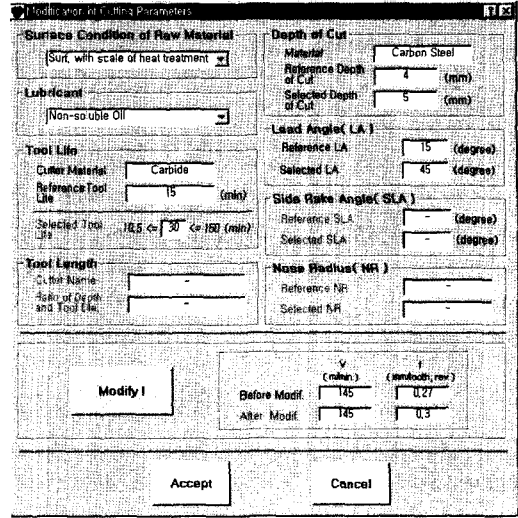 Modification of Cutting Parameters
Surface Condition of Raw Material
Surf. with scale of heat treatment
Lubricant
Non-soluble Oil
Tool Life
Cutter Material
Carbide
Reference Tool
Life
15
(min)
Selected Tool
Life
<=
30
<= 150 (min)
Tool Length
Cutter Name
-
Ratio of Depth
and Tool Life
-
Depth of Cut
Material
Carbon Steel
Reference Depth
of Cut
4
(mm)
Selected Depth
of Cut
5
(mm)
Lead Angle( LA )
Reference LA
15
(degree)
Selected LA
45
(degree)
Side Rake Angle( SLA )
Reference SLA
-
(degree)
Selected SLA
-
(degree)
Nose Radius( NR )
Reference NR
-
Selected NR
-
Modify !
V
f
(m/min)
(mm/tooth, rev)
Before Modif.
145
0.27
After Modif.
145
0.3
Accept
Cancel